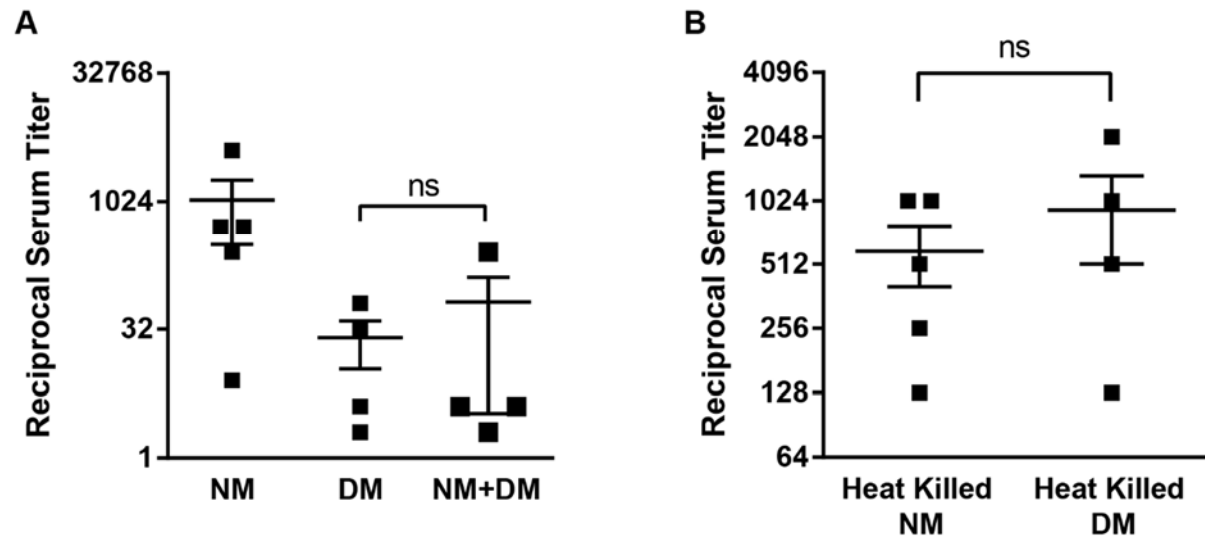 A
Reciprocal Serum Titer
32768
1024
32
1
ns
NM
DM
NM+DM
B
Reciprocal Serum Titer
4096
2048
1024
512
256
128
64
ns
Heat Killed
NM
Heat Killed
DM